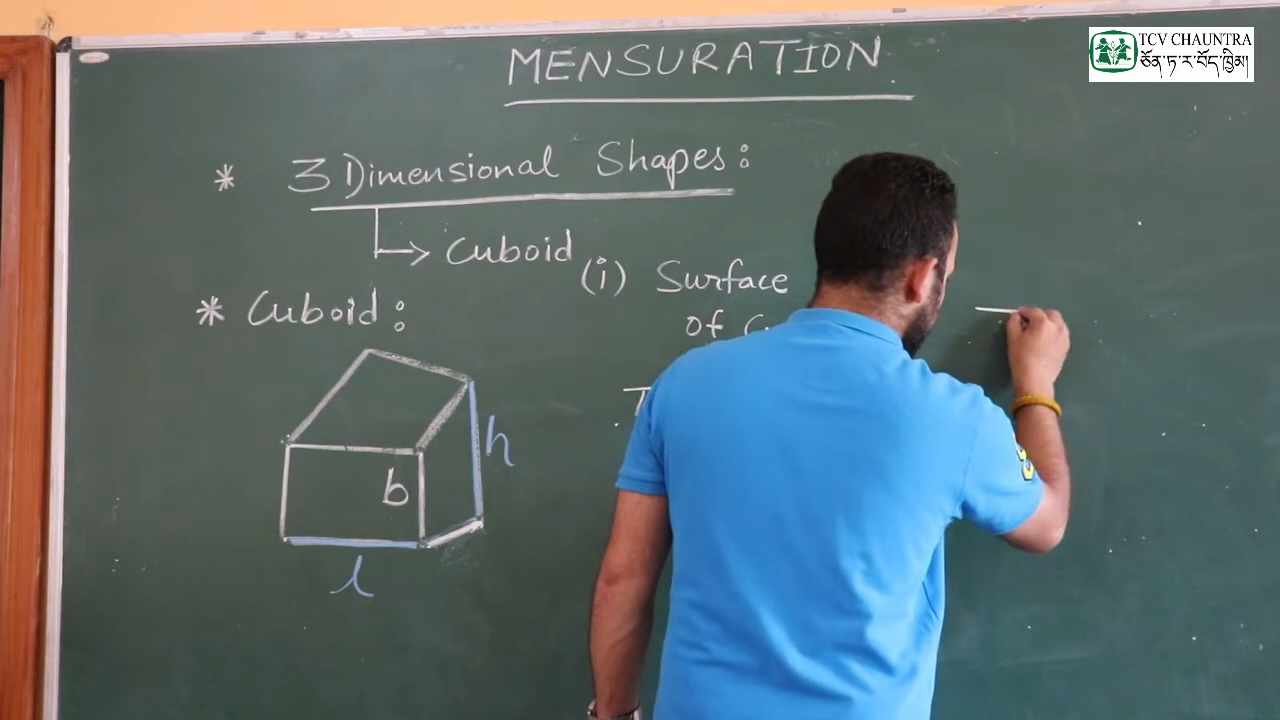 MENSURATION
TCV CHAUNTRA
ཅོན་ཏ་ར་བོད་ཁྱིམ།
* 3 Dimensional Shapes :
→ Cuboid
* Cuboid :
(i) Surface
of
h
b
l